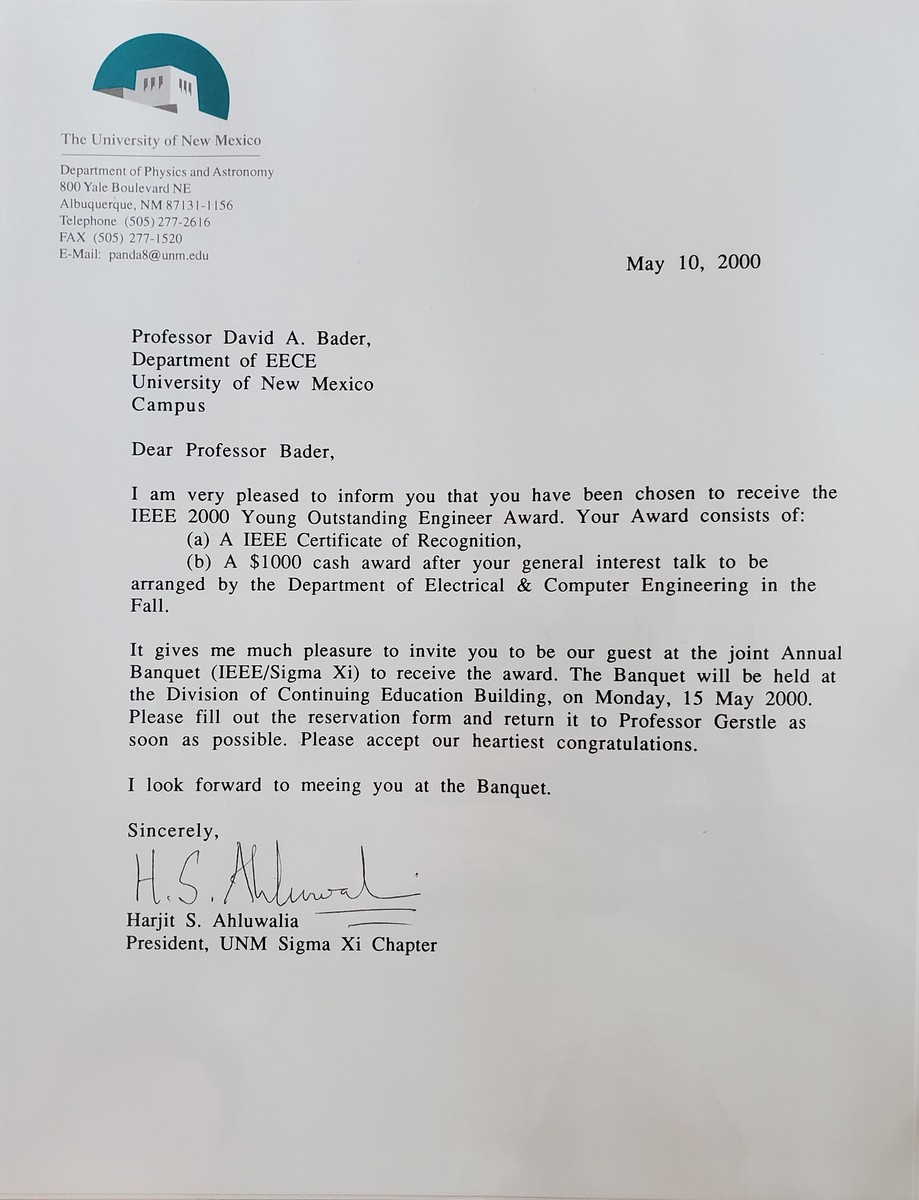 The University of New Mexico
Department of Physics and Astronomy
800 Yale Boulevard NE
Albuquerque, NM 87131-1156
Telephone (505) 277-2616
FAX (505) 277-1520
E-Mail: panda8@unm.edu
May 10, 2000
Professor David A. Bader,
Department of EECE
University of New Mexico
Campus
Dear Professor Bader,
I am very pleased to inform you that you have been chosen to receive the
IEEE 2000 Young Outstanding Engineer Award. Your Award consists of:
(a) A IEEE Certificate of Recognition,
(b) A $1000 cash award after your general interest talk to be
arranged by the Department of Electrical & Computer Engineering in the
Fall.
It gives me much pleasure to invite you to be our guest at the joint Annual
Banquet (IEEE/Sigma Xi) to receive the award. The Banquet will be held at
the Division of Continuing Education Building, on Monday, 15 May 2000.
Please fill out the reservation form and return it to Professor Gerstle as
soon as possible. Please accept our heartiest congratulations.
I look forward to meeing you at the Banquet.
Sincerely,
H. S. Ahluwalia
Harjit S. Ahluwalia
President, UNM Sigma Xi Chapter